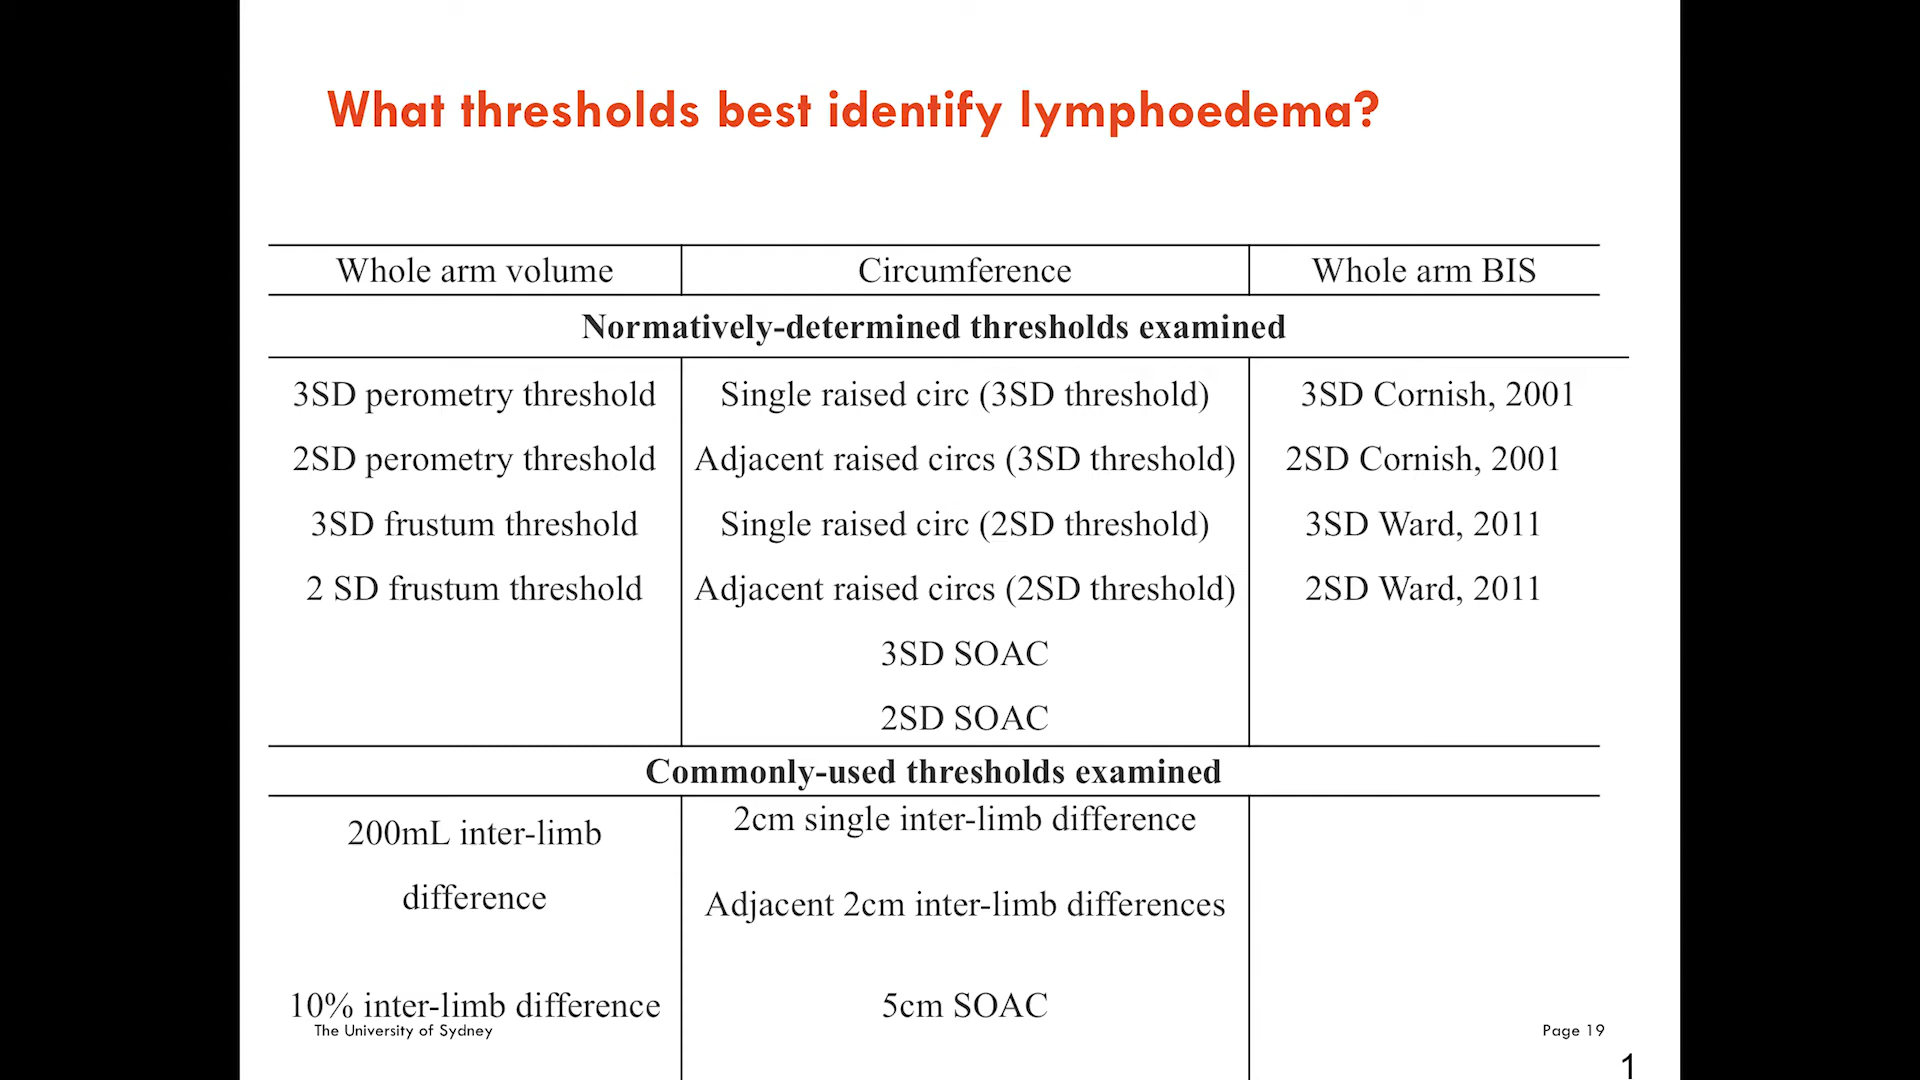 What thresholds best identify lymphoedema?
Whole arm volume Circumference Whole arm BIS
Normatively-determined thresholds examined
3SD perometry threshold Single raised circ (3SD threshold) 3SD Cornish, 2001
2SD perometry threshold Adjacent raised circs (3SD threshold) 2SD Cornish, 2001
3SD frustum threshold Single raised circ (2SD threshold) 3SD Ward, 2011
2 SD frustum threshold Adjacent raised circs (2SD threshold) 2SD Ward, 2011
3SD SOAC
2SD SOAC
Commonly-used thresholds examined
200mL inter-limb 2cm single inter-limb difference
difference Adjacent 2cm inter-limb differences
10% inter-limb difference 5cm SOAC
The University of Sydney Page 19
1